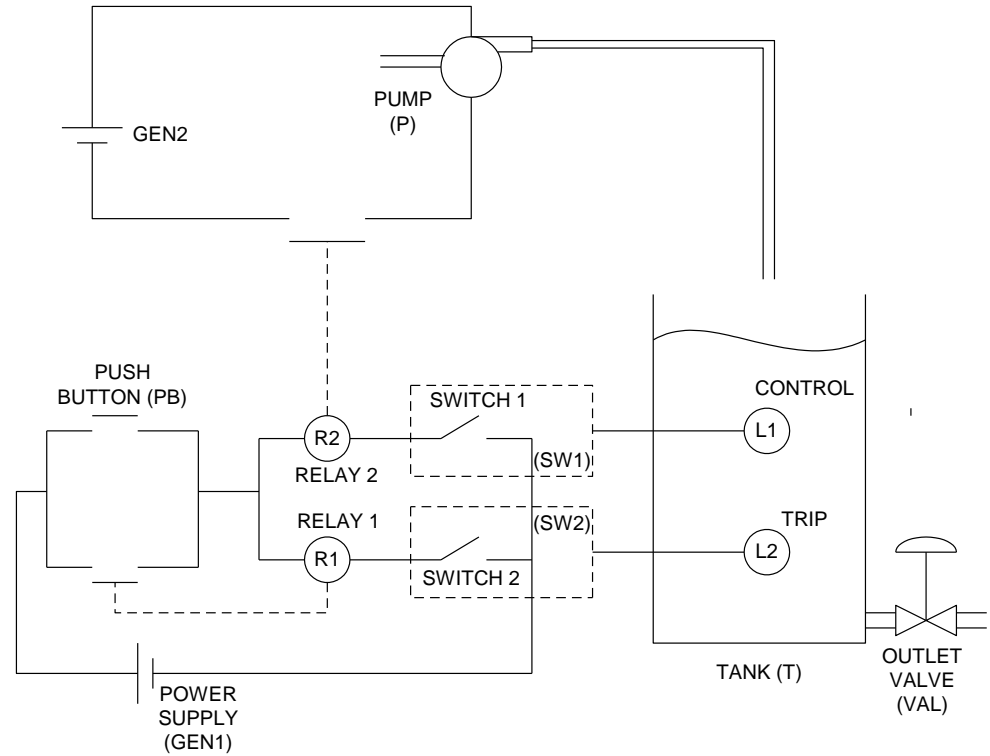 GEN2
PUMP
(P)
PUSH
BUTTON (PB)
SWITCH 1
(SW1)
R2
RELAY 2
CONTROL
L1
RELAY 1
(SW2)
R1
SWITCH 2
TRIP
L2
POWER
SUPPLY
(GEN1)
TANK (T)
OUTLET
VALVE
(VAL)